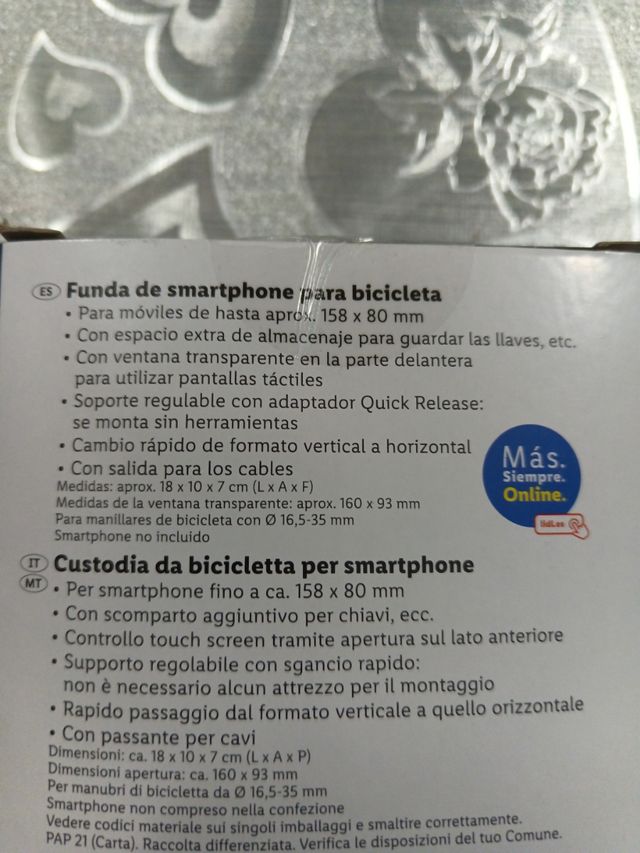 ES Funda de smartphone para bicicleta
• Para móviles de hasta aprox. 158 x 80 mm
• Con espacio extra de almacenaje para guardar las llaves, etc.
• Con ventana transparente en la parte delantera
para utilizar pantallas táctiles
• Soporte regulable con adaptador Quick Release:
se monta sin herramientas
• Cambio rápido de formato vertical a horizontal
• Con salida para los cables
Medidas: aprox. 18 x 10 x 7 cm (L x A x F)
Medidas de la ventana transparente: aprox. 160 x 93 mm
Para manillares de bicicleta con Ø 16,5-35 mm
Smartphone no incluido
Más.
Siempre.
Online.
lidl.es
IT MT Custodia da bicicletta per smartphone
• Per smartphone fino a ca. 158 x 80 mm
• Con scomparto aggiuntivo per chiavi, ecc.
• Controllo touch screen tramite apertura sul lato anteriore
• Supporto regolabile con sgancio rapido:
non è necessario alcun attrezzo per il montaggio
• Rapido passaggio dal formato verticale a quello orizzontale
• Con passante per cavi
Dimensioni: ca. 18 x 10 x 7 cm (L x A x P)
Dimensioni apertura: ca. 160 x 93 mm
Per manubri di bicicletta da Ø 16,5-35 mm
Smartphone non compreso nella confezione
Vedere codici materiale sui singoli imballaggi e smaltire correttamente.
PAP 21 (Carta). Raccolta differenziata. Verifica le disposizioni del tuo Comune.